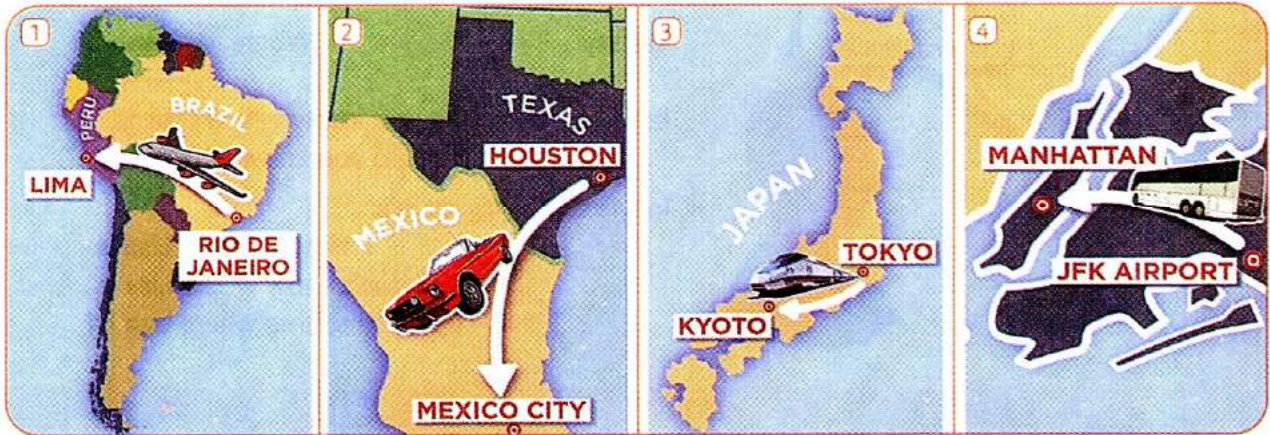 1
PERU
BRAZIL
LIMA
RIO DE
JANEIRO
2
TEXAS
HOUSTON
MEXICO
MEXICO CITY
3
JAPAN
TOKYO
KYOTO
4
MANHATTAN
JFK AIRPORT